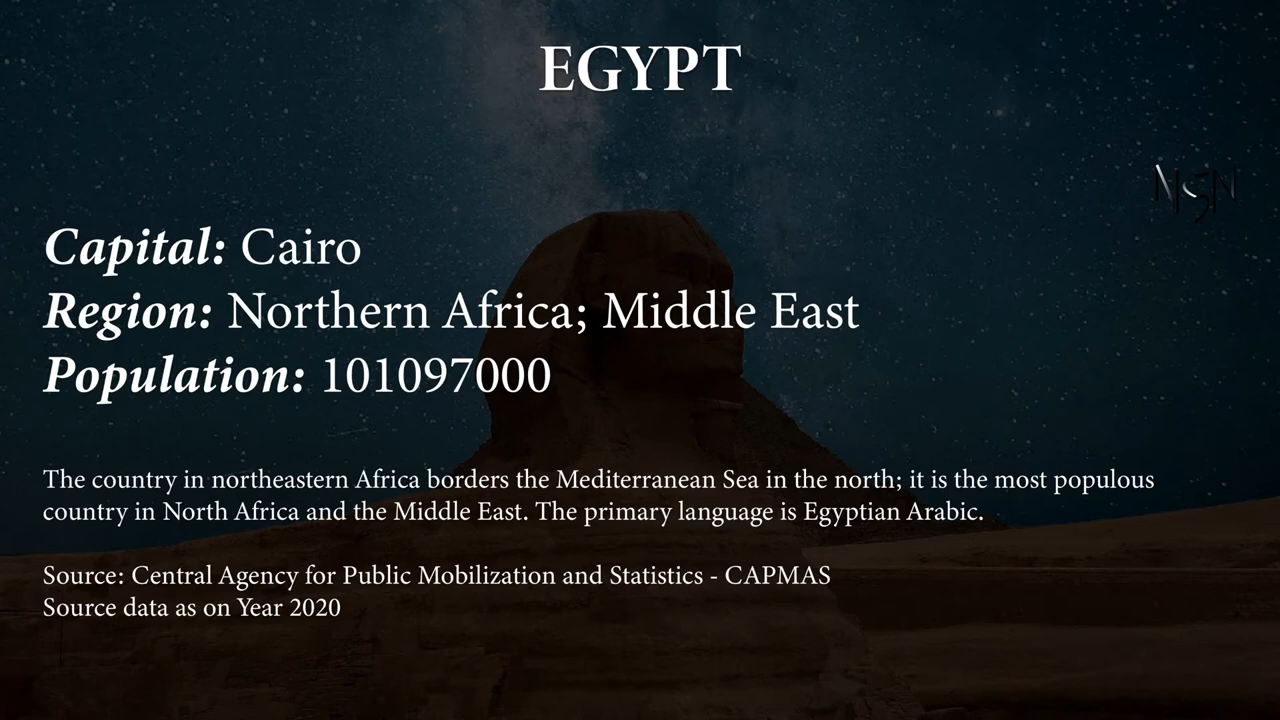 EGYPT
NSN
Capital: Cairo
Region: Northern Africa; Middle East
Population: 101097000
The country in northeastern Africa borders the Mediterranean Sea in the north; it is the most populous
country in North Africa and the Middle East. The primary language is Egyptian Arabic.
Source: Central Agency for Public Mobilization and Statistics - CAPMAS
Source data as on Year 2020